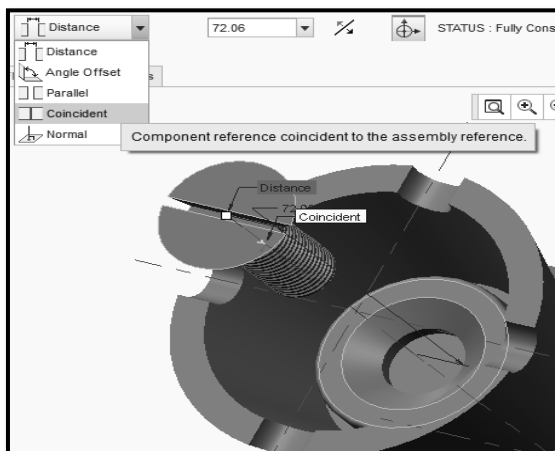 Distance 72.06 STATUS : Fully Cons
Distance
Angle Offset
Parallel
Coincident
Normal
Component reference coincident to the assembly reference.
Distance
Coincident